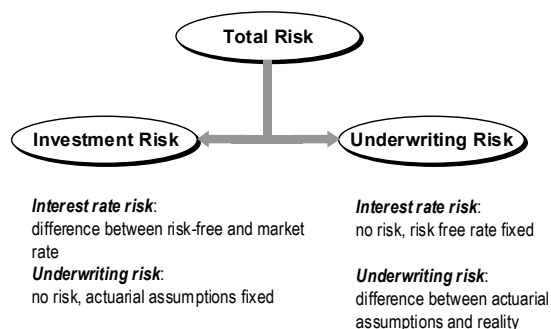 Total Risk
Investment Risk
Underwriting Risk
Interest rate risk:
difference between risk-free and market
rate
Underwriting risk:
no risk, actuarial assumptions fixed
Interest rate risk:
no risk, risk free rate fixed
Underwriting risk:
difference between actuarial
assumptions and reality